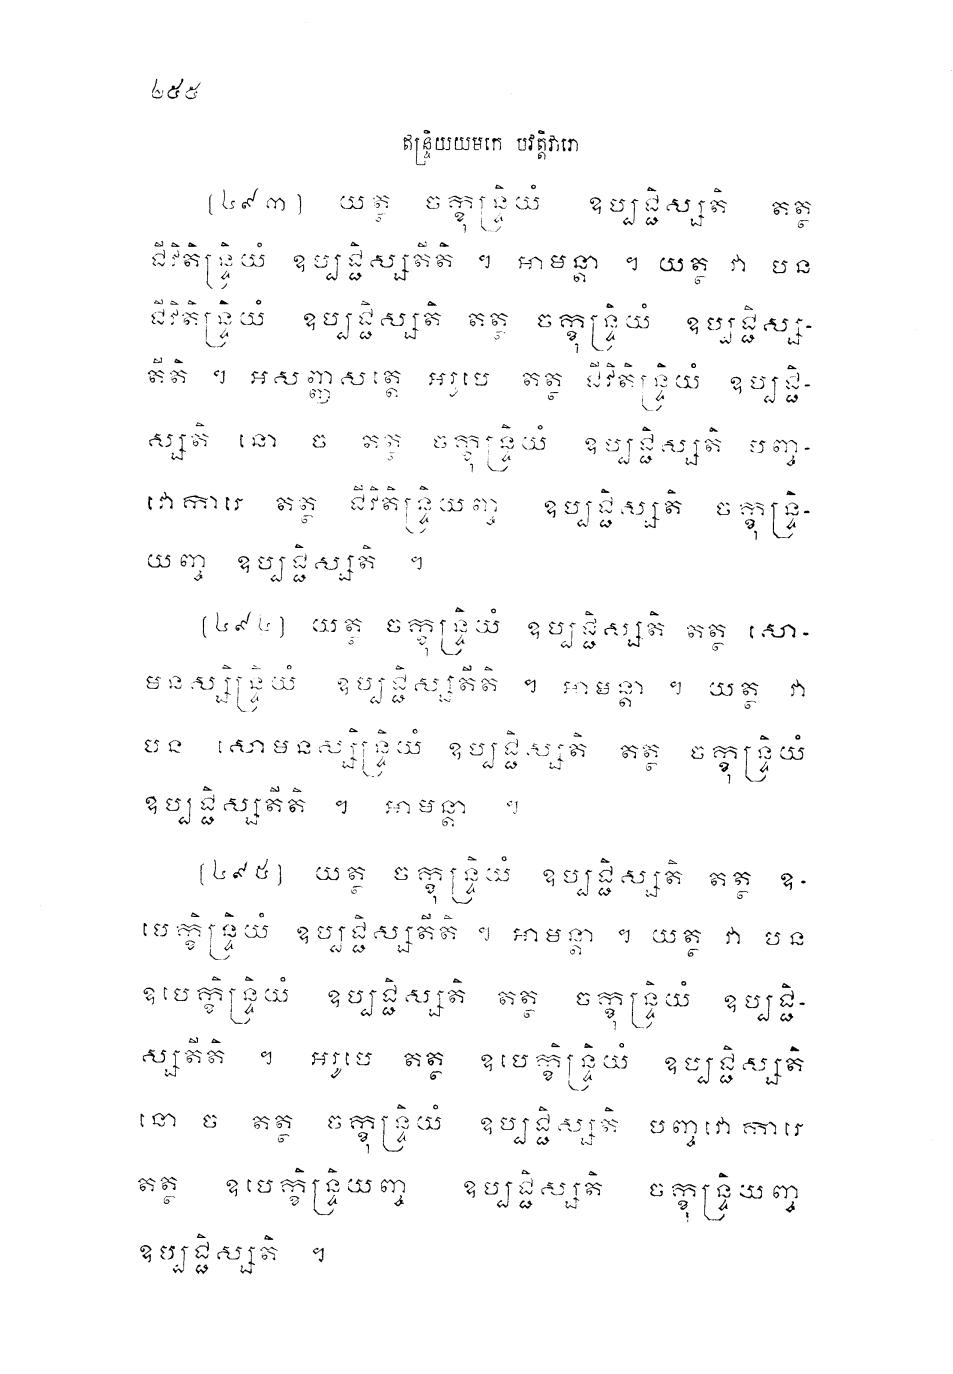 ២៥៥
ឥន្ទ្រិយយមកេ បវត្តិវារោ
(៤៩៣) យត្ថ ចក្ខុន្ទ្រិយំ ឧប្បជ្ជិស្សតិ តត្ថ
ជីវិតិន្ទ្រិយំ ឧប្បជ្ជិស្សតីតិ ។ អាមន្តា ។ យត្ថ វា បន
ជីវិតិន្ទ្រិយំ ឧប្បជ្ជិស្សតិ តត្ថ ចក្ខុន្ទ្រិយំ ឧប្បជ្ជិស្ស-
តីតិ ។ អសញ្ញសត្តេ អរូបេ តត្ថ ជីវិតិន្ទ្រិយំ ឧប្បជ្ជិ-
ស្សតិ នោ ច តត្ថ ចក្ខុន្ទ្រិយំ ឧប្បជ្ជិស្សតិ បញ្ច-
វោការេ តត្ថ ជីវិតិន្ទ្រិយញ្ច ឧប្បជ្ជិស្សតិ ចក្ខុន្ទ្រិ-
យញ្ច ឧប្បជ្ជិស្សតិ ។
(៤៩៤) យត្ថ ចក្ខុន្ទ្រិយំ ឧប្បជ្ជិស្សតិ តត្ថ សោ-
មនស្សិន្ទ្រិយំ ឧប្បជ្ជិស្សតីតិ ។ អាមន្តា ។ យត្ថ វា
បន សោមនស្សិន្ទ្រិយំ ឧប្បជ្ជិស្សតិ តត្ថ ចក្ខុន្ទ្រិយំ
ឧប្បជ្ជិស្សតីតិ ។ អាមន្តា ។
(៤៩៥) យត្ថ ចក្ខុន្ទ្រិយំ ឧប្បជ្ជិស្សតិ តត្ថ ឧ-
បេក្ខិន្ទ្រិយំ ឧប្បជ្ជិស្សតីតិ ។ អាមន្តា ។ យត្ថ វា បន
ឧបេក្ខិន្ទ្រិយំ ឧប្បជ្ជិស្សតិ តត្ថ ចក្ខុន្ទ្រិយំ ឧប្បជ្ជិ-
ស្សតីតិ ។ អរូបេ តត្ថ ឧបេក្ខិន្ទ្រិយំ ឧប្បជ្ជិស្សតិ
នោ ច តត្ថ ចក្ខុន្ទ្រិយំ ឧប្បជ្ជិស្សតិ បញ្ចវោការេ
តត្ថ ឧបេក្ខិន្ទ្រិយញ្ច ឧប្បជ្ជិស្សតិ ចក្ខុន្ទ្រិយញ្ច
ឧប្បជ្ជិស្សតិ ។